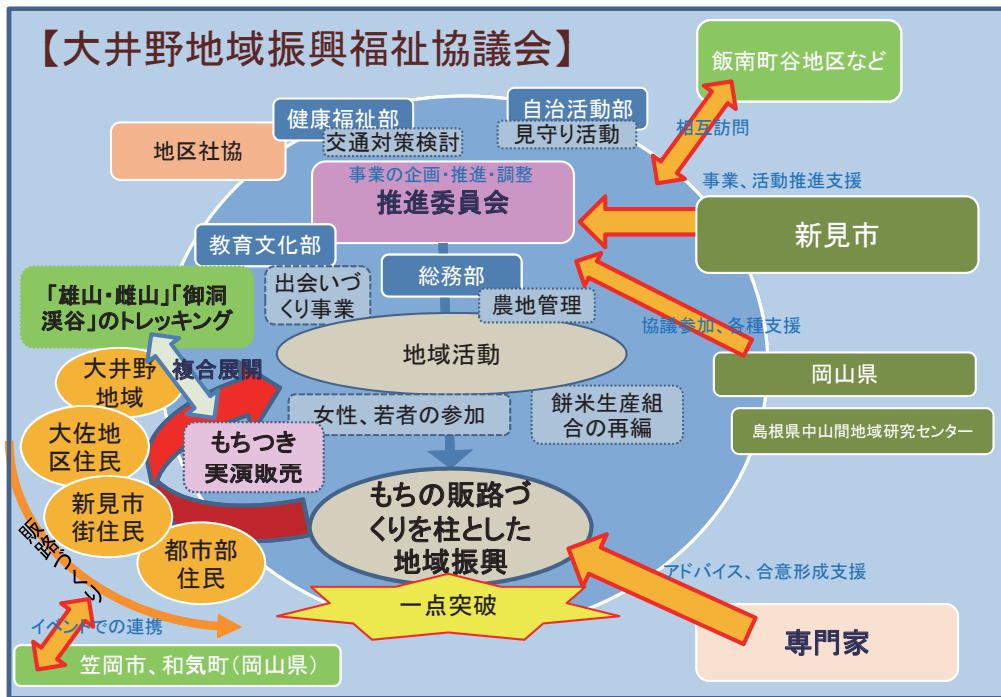 【大井野地域振興福祉協議会】
飯南町谷地区など
健康福祉部
自治活動部
地区社協
交通対策検討
見守り活動
相互訪問
事業の企画・推進・調整
推進委員会
事業、活動推進支援
新見市
教育文化部
総務部
出会いづ
くり事業
農地管理
「雄山・雌山」「御洞
渓谷」のトレッキング
協議参加、各種支援
地域活動
複合展開
大井野
地域
岡山県
女性、若者の参加
餅米生産組
合の再編
島根県中山間地域研究センター
大佐地
区住民
もちつき
実演販売
新見市
街住民
もちの販路づ
くりを柱とした
地域振興
都市部
住民
販路づくり
アドバイス、合意形成支援
一点突破
イベントでの連携
専門家
笠岡市、和気町(岡山県)